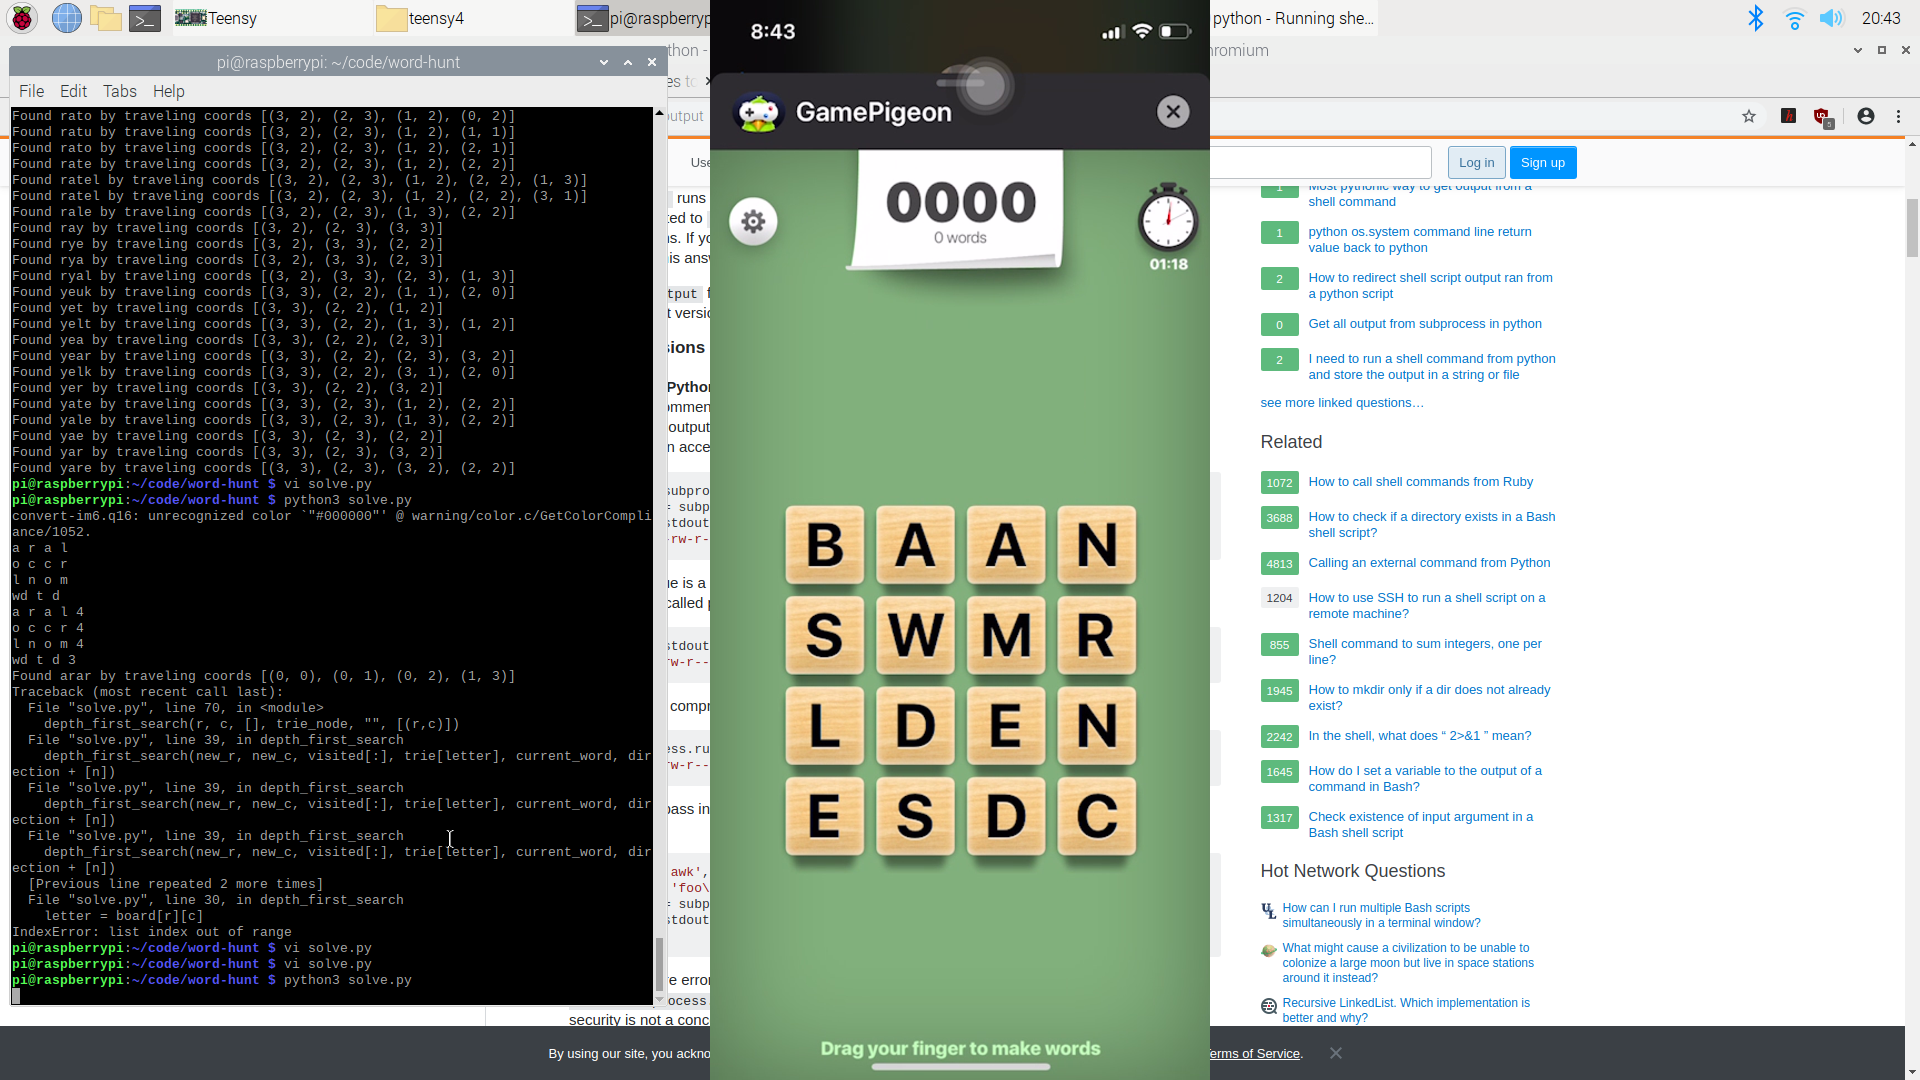 Teensy
teensy4
pi@raspberryp
python - Running she...
20:43
pi@raspberrypi: ~/code/word-hunt
File Edit Tabs Help
Found rato by traveling coords [(3, 2), (2, 3), (1, 2), (0, 2)]
Found ratu by traveling coords [(3, 2), (2, 3), (1, 2), (1, 1)]
Found rato by traveling coords [(3, 2), (2, 3), (1, 2), (2, 1)]
Found rate by traveling coords [(3, 2), (2, 3), (1, 2), (2, 2)]
Found ratel by traveling coords [(3, 2), (2, 3), (1, 2), (2, 2), (1, 3)]
Found ratel by traveling coords [(3, 2), (2, 3), (1, 2), (2, 2), (3, 1)]
Found rale by traveling coords [(3, 2), (2, 3), (1, 3), (2, 2)]
Found ray by traveling coords [(3, 2), (2, 3), (3, 3)]
Found rye by traveling coords [(3, 2), (3, 3), (2, 2)]
Found rya by traveling coords [(3, 2), (3, 3), (2, 3)]
Found ryal by traveling coords [(3, 2), (3, 3), (2, 3), (1, 3)]
Found yeuk by traveling coords [(3, 3), (2, 2), (1, 1), (2, 0)]
Found yet by traveling coords [(3, 3), (2, 2), (1, 2)]
Found yelt by traveling coords [(3, 3), (2, 2), (1, 3), (1, 2)]
Found yea by traveling coords [(3, 3), (2, 2), (2, 3)]
Found year by traveling coords [(3, 3), (2, 2), (2, 3), (3, 2)]
Found yelk by traveling coords [(3, 3), (2, 2), (3, 1), (2, 0)]
Found yer by traveling coords [(3, 3), (2, 2), (3, 2)]
Found yate by traveling coords [(3, 3), (2, 3), (1, 2), (2, 2)]
Found yale by traveling coords [(3, 3), (2, 3), (1, 3), (2, 2)]
Found yae by traveling coords [(3, 3), (2, 3), (2, 2)]
Found yar by traveling coords [(3, 3), (2, 3), (3, 2)]
Found yare by traveling coords [(3, 3), (2, 3), (3, 2), (2, 2)]
pi@raspberrypi:~/code/word-hunt $ vi solve.py
pi@raspberrypi:~/code/word-hunt $ python3 solve.py
convert-im6.q16: unrecognized color `"#000000"' @ warning/color.c/GetColorCompli
ance/1052.
a r a l
o c c r
l n o m
wd t d
a r a l 4
o c c r 4
l n o m 4
wd t d 3
Found arar by traveling coords [(0, 0), (0, 1), (0, 2), (1, 3)]
Traceback (most recent call last):
File "solve.py", line 70, in <module>
depth_first_search(r, c, [], trie_node, "", [(r,c)])
File "solve.py", line 39, in depth_first_search
depth_first_search(new_r, new_c, visited[:], trie[letter], current_word, dir
ection + [n])
File "solve.py", line 39, in depth_first_search
depth_first_search(new_r, new_c, visited[:], trie[letter], current_word, dir
ection + [n])
File "solve.py", line 39, in depth_first_search
depth_first_search(new_r, new_c, visited[:], trie[letter], current_word, dir
ection + [n])
[Previous line repeated 2 more times]
File "solve.py", line 30, in depth_first_search
letter = board[r][c]
IndexError: list index out of range
pi@raspberrypi:~/code/word-hunt $ vi solve.py
pi@raspberrypi:~/code/word-hunt $ vi solve.py
pi@raspberrypi:~/code/word-hunt $ python3 solve.py
8:43
GamePigeon
0000
0 words
01:18
B A A N
S W M R
L D E N
E S D C
Drag your finger to make words
By using our site, you ackno
erms of Service.
security is not a conc
hromium
Log in
Sign up
1 Most pythonic way to get output from a
shell command
1 python os.system command line return
value back to python
2 How to redirect shell script output ran from
a python script
0 Get all output from subprocess in python
2 I need to run a shell command from python
and store the output in a string or file
see more linked questions…
Related
1072 How to call shell commands from Ruby
3688 How to check if a directory exists in a Bash
shell script?
4813 Calling an external command from Python
1204 How to use SSH to run a shell script on a
remote machine?
855 Shell command to sum integers, one per
line?
1945 How to mkdir only if a dir does not already
exist?
2242 In the shell, what does “ 2>&1 ” mean?
1645 How do I set a variable to the output of a
command in Bash?
1317 Check existence of input argument in a
Bash shell script
Hot Network Questions
How can I run multiple Bash scripts
simultaneously in a terminal window?
What might cause a civilization to be unable to
colonize a large moon but live in space stations
around it instead?
Recursive LinkedList. Which implementation is
better and why?